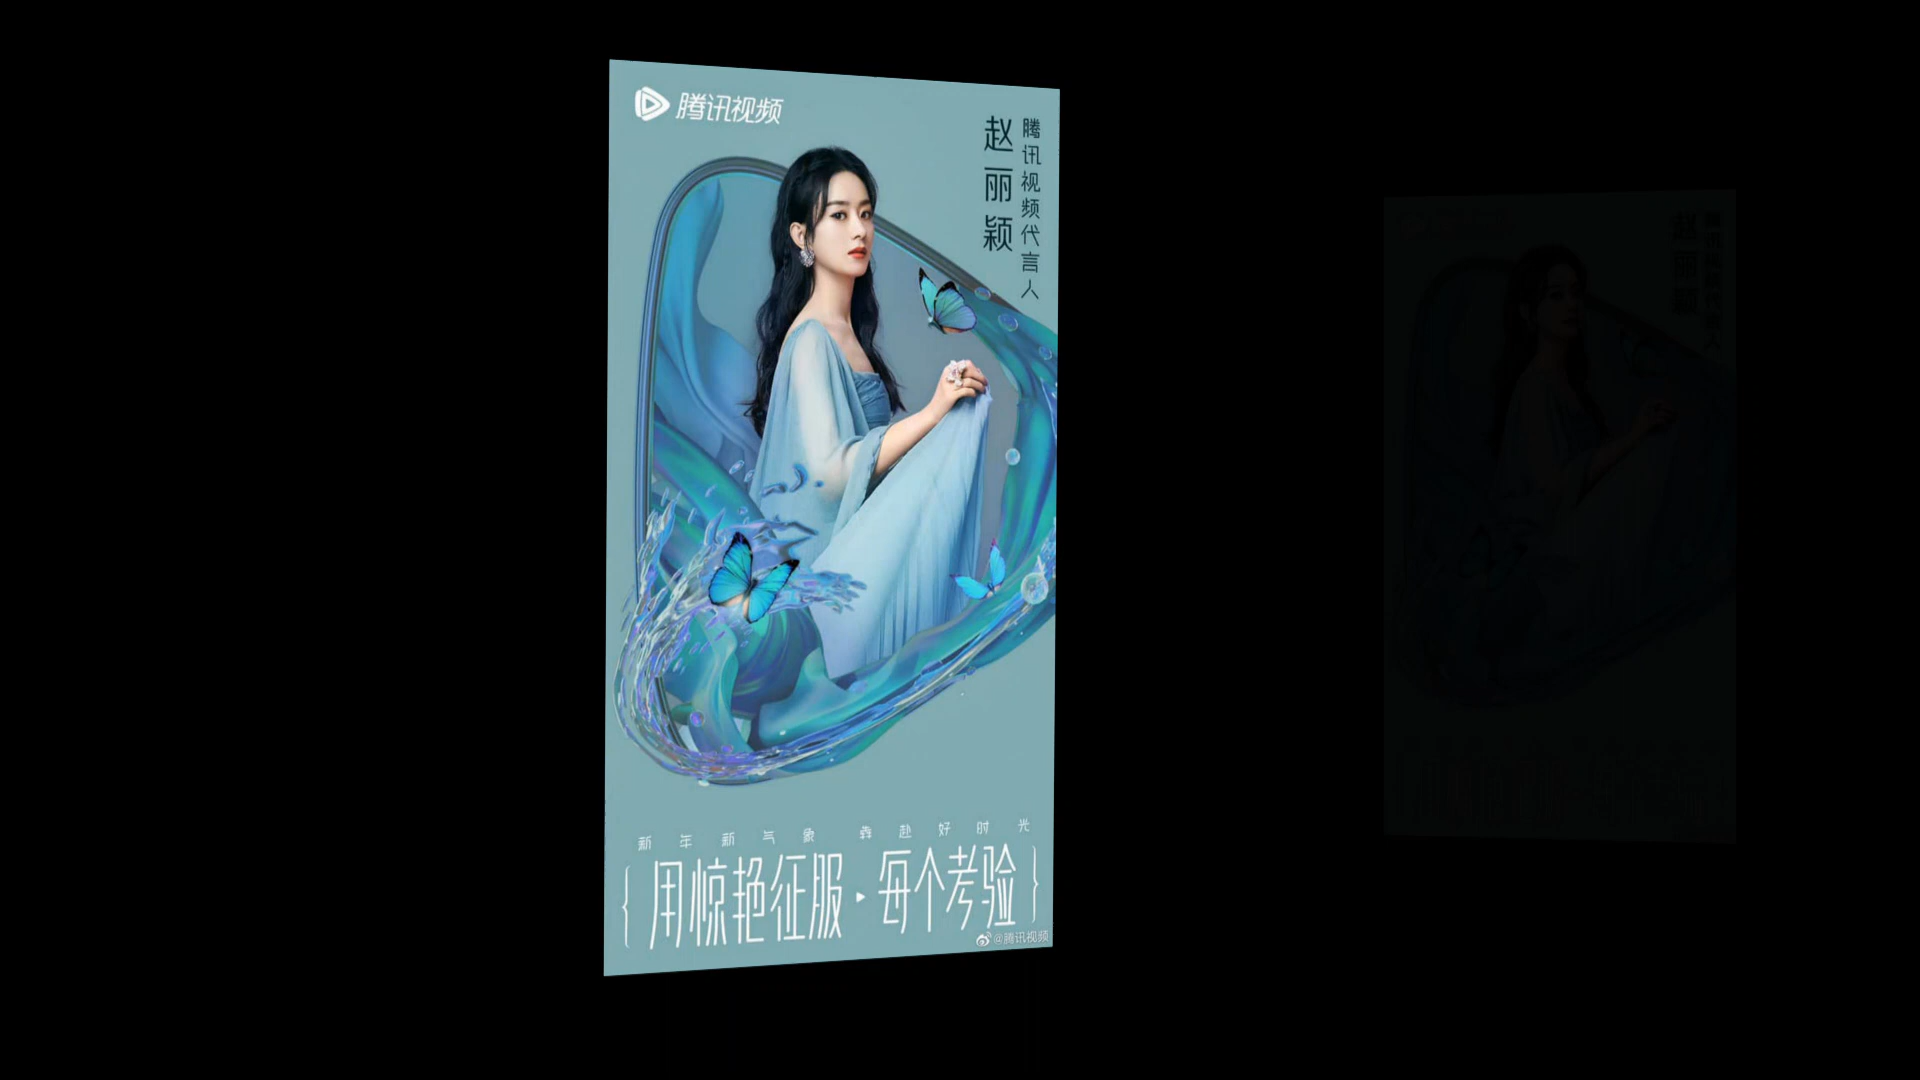 腾讯视频
腾讯视频代言人
赵丽颖
新年新气象 犇赴好时光
{用惊艳征服·每个考验}
@腾讯视频